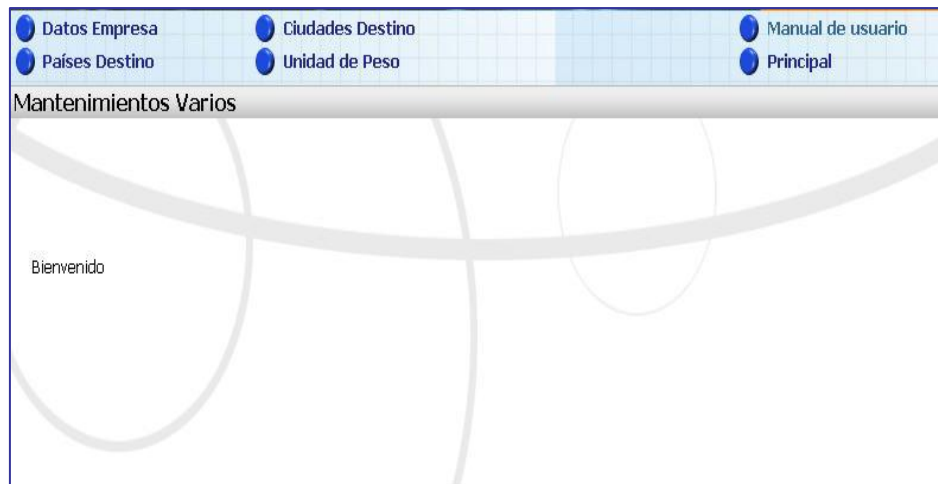 Datos Empresa
Ciudades Destino
Manual de usuario
Países Destino
Unidad de Peso
Principal
Mantenimientos Varios
Bienvenido